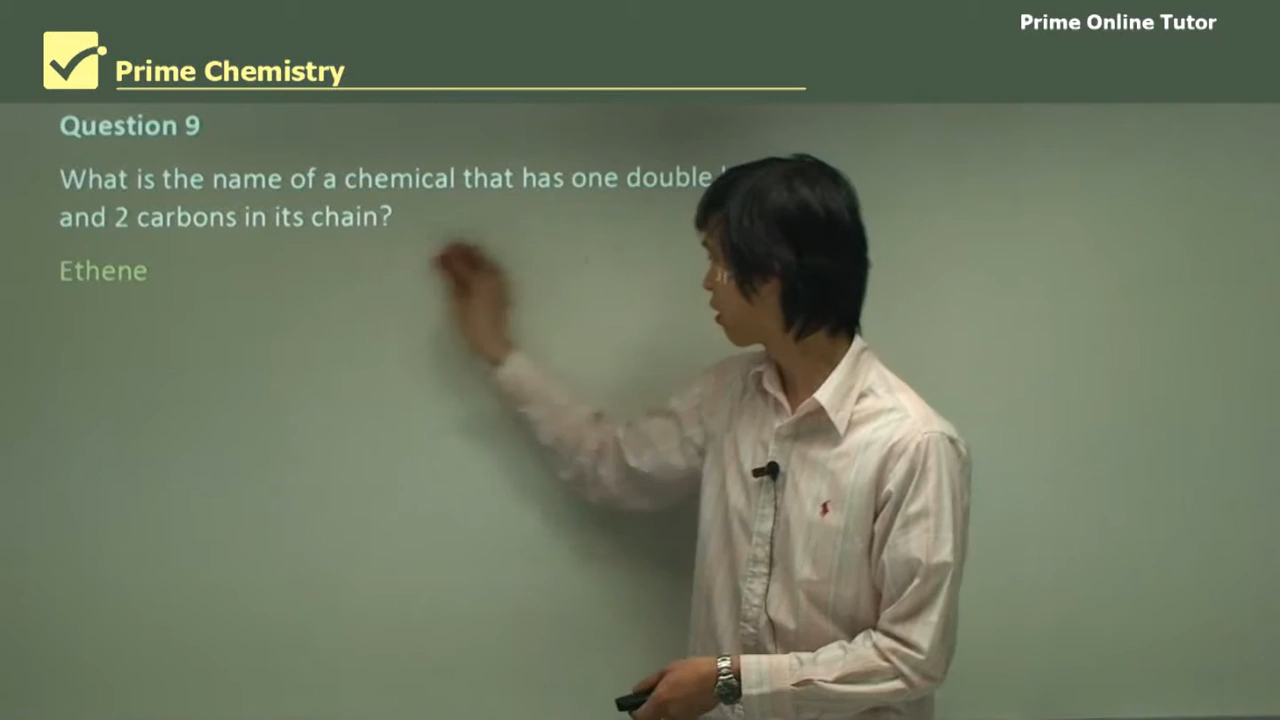 Prime Online Tutor
Prime Chemistry
Question 9
What is the name of a chemical that has one double
and 2 carbons in its chain?
Ethene